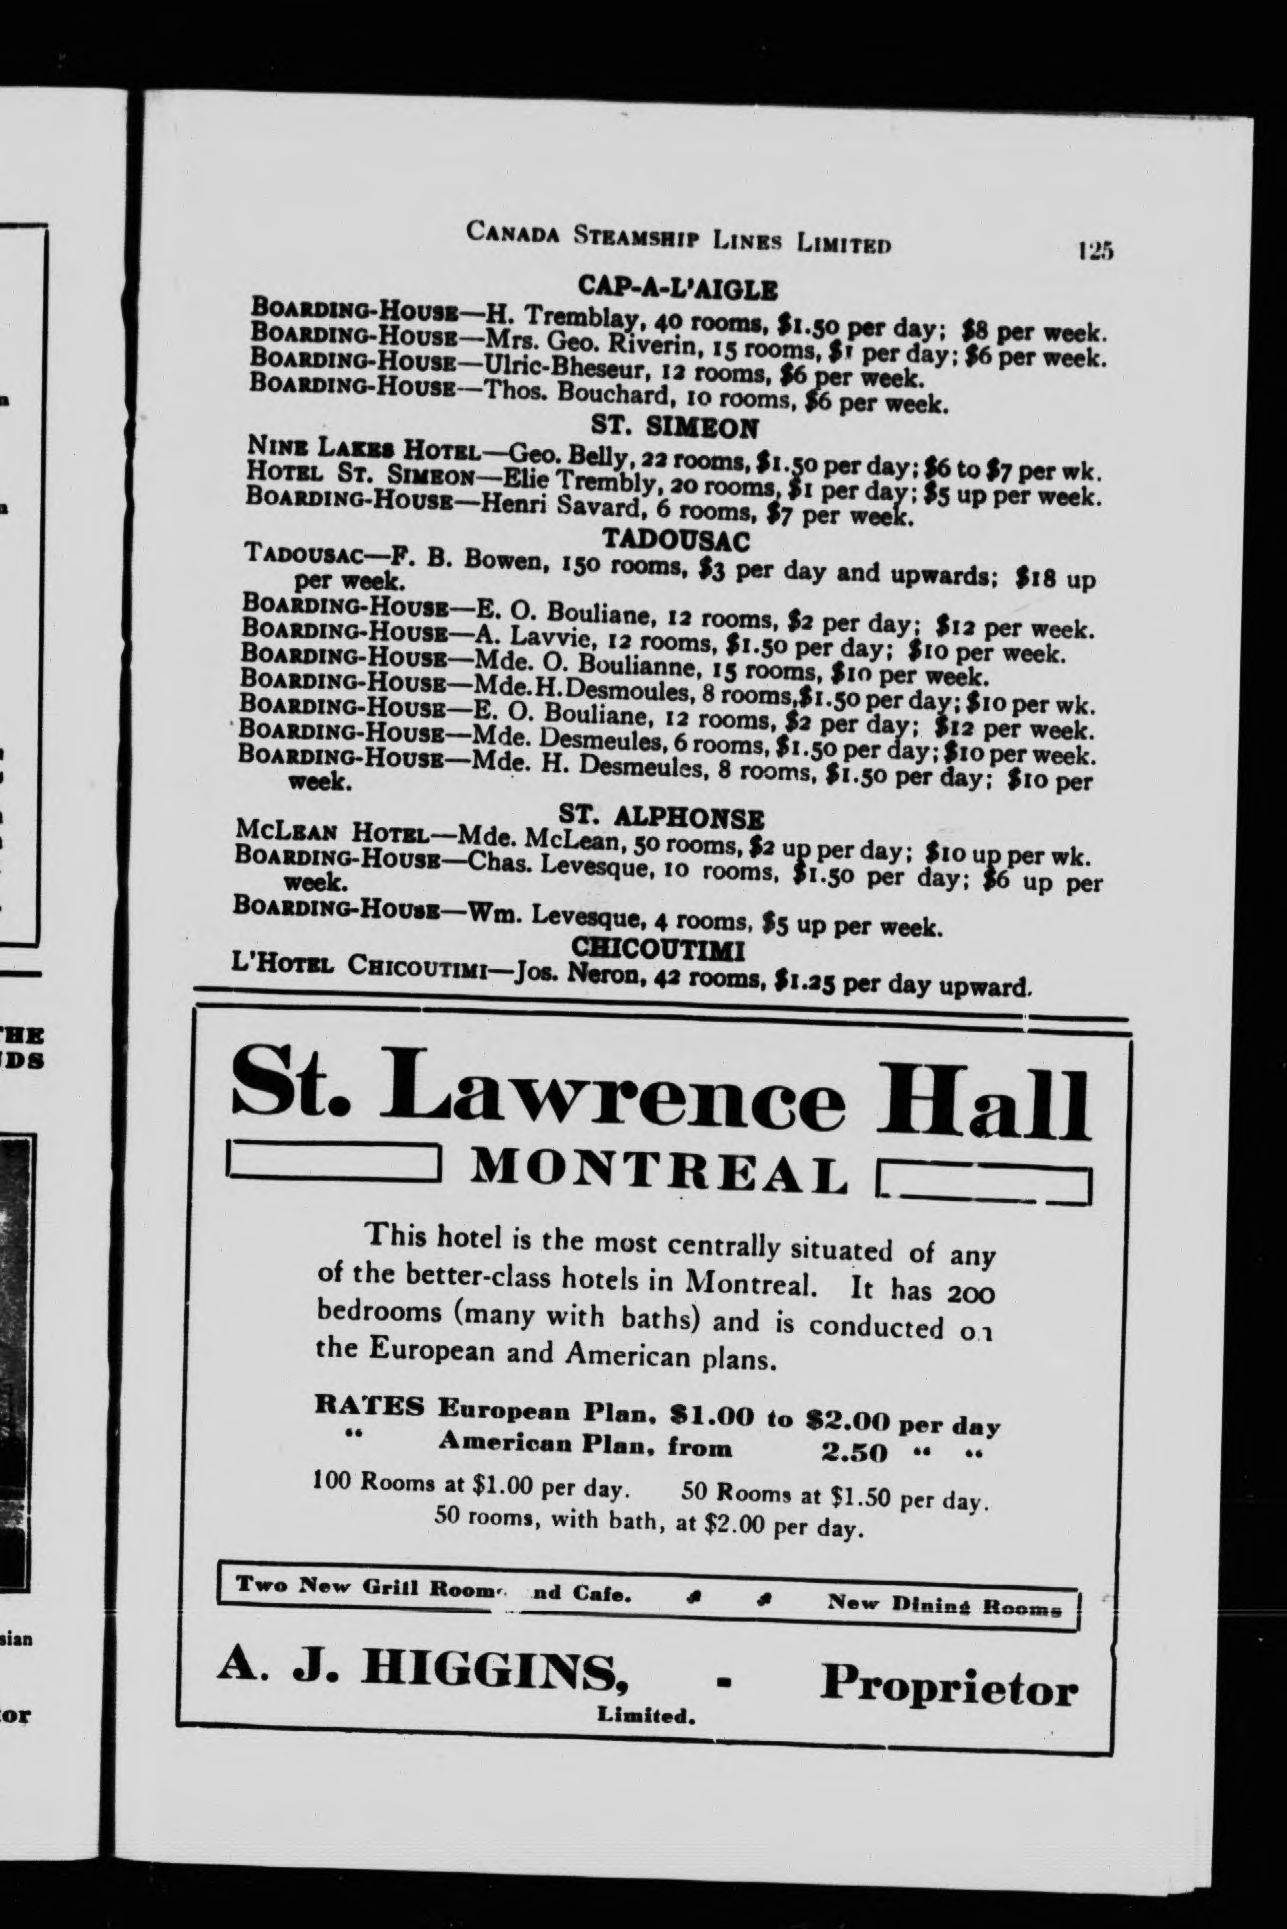 CANADA STEAMSHIP LINES LIMITED 125
CAP-A-L'AIGLE
BOARDING-HOUSE—H. Tremblay, 40 rooms, $1.50 per day; $8 per week.
BOARDING-HOUSE—Mrs. Geo. Riverin, 15 rooms, $1 per day; $6 per week.
BOARDING-HOUSE—Ulric-Bheseur, 12 rooms, $6 per week.
BOARDING-HOUSE—Thos. Bouchard, 10 rooms, $6 per week.
ST. SIMEON
NINE LAKES HOTEL—Geo. Belly, 22 rooms, $1.50 per day; $6 to $7 per wk.
HOTEL ST. SIMEON—Elie Trembly, 20 rooms, $1 per day; $5 up per week.
BOARDING-HOUSE—Henri Savard, 6 rooms, $7 per week.
TADOUSAC
TADOUSAC—F. B. Bowen, 150 rooms, $3 per day and upwards; $18 up
per week.
BOARDING-HOUSE—E. O. Bouliane, 12 rooms, $2 per day; $12 per week.
BOARDING-HOUSE—A. Lavvie, 12 rooms, $1.50 per day; $10 per week.
BOARDING-HOUSE—Mde. O. Boulianne, 15 rooms, $10 per week.
BOARDING-HOUSE—Mde. H. Desmoules, 8 rooms, $1.50 per day; $10 per wk.
BOARDING-HOUSE—E. O. Bouliane, 12 rooms, $2 per day; $12 per week.
BOARDING-HOUSE—Mde. Desmeules, 6 rooms, $1.50 per day; $10 per week.
BOARDING-HOUSE—Mde. H. Desmeules, 8 rooms, $1.50 per day; $10 per
week.
ST. ALPHONSE
MCLEAN HOTEL—Mde. McLean, 50 rooms, $2 up per day; $10 up per wk.
BOARDING-HOUSE—Chas. Levesque, 10 rooms, $1.50 per day; $6 up per
week.
BOARDING-HOUSE—Wm. Levesque, 4 rooms, $5 up per week.
CHICOUTIMI
L'HOTEL CHICOUTIMI—Jos. Neron, 42 rooms, $1.25 per day upward.
St. Lawrence Hall
MONTREAL
This hotel is the most centrally situated of any
of the better-class hotels in Montreal. It has 200
bedrooms (many with baths) and is conducted on
the European and American plans.
RATES European Plan, $1.00 to $2.00 per day
" American Plan, from 2.50 " "
100 Rooms at $1.00 per day. 50 Rooms at $1.50 per day.
50 rooms, with bath, at $2.00 per day.
Two New Grill Rooms nd Cafe. New Dining Rooms
A. J. HIGGINS, - Proprietor
Limited.